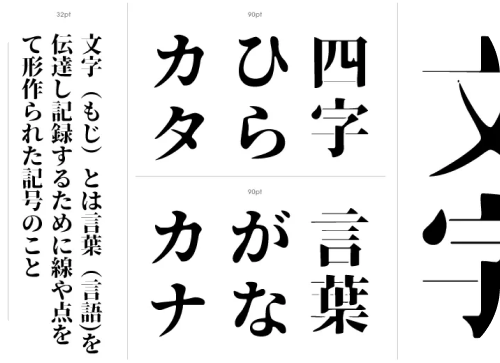 32pt
文字（もじ）とは言葉（言語)を
伝達し記録するために線や点を
て形作られた記号のこと
90pt
四字
ひら
カタ
90pt
言葉
がな
カナ
文字